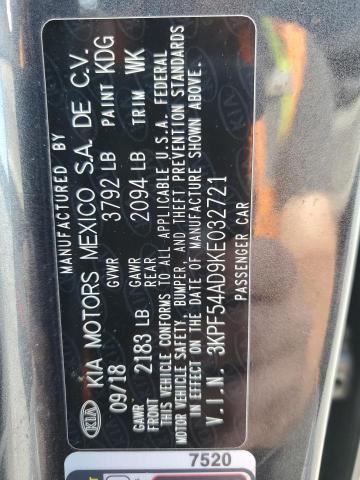 MANUFACTURED BY
KIA KIA MOTORS MEXICO S.A. DE C.V.
09/18 GVWR 3792 LB PAINT KDG
GAWR FRONT 2183 LB GAWR REAR 2094 LB TRIM WK
THIS VEHICLE CONFORMS TO ALL APPLICABLE U.S.A. FEDERAL
MOTOR VEHICLE SAFETY, BUMPER, AND THEFT PREVENTION STANDARDS
IN EFFECT ON THE DATE OF MANUFACTURE SHOWN ABOVE.
V.I.N. 3KPF54AD9KE032721
PASSENGER CAR
7520